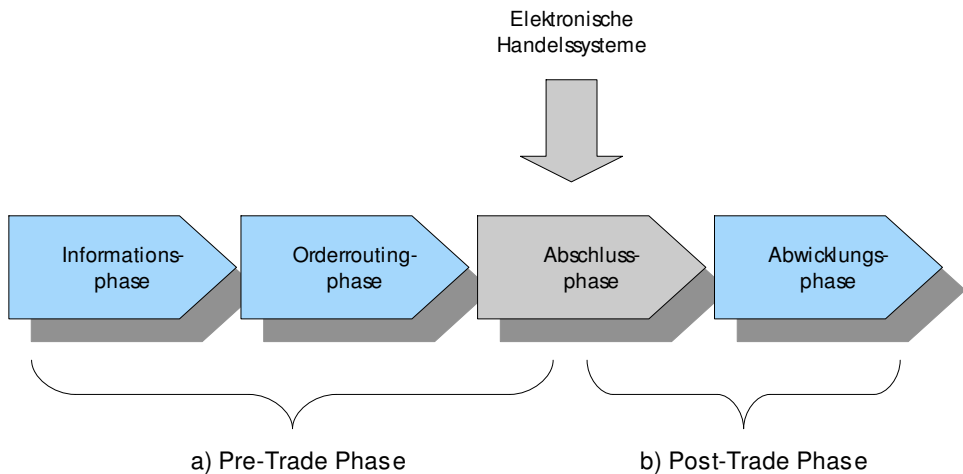 Elektronische
Handelssysteme
Informations-
phase
Orderrouting-
phase
Abschluss-
phase
Abwicklungs-
phase
a) Pre-Trade Phase
b) Post-Trade Phase